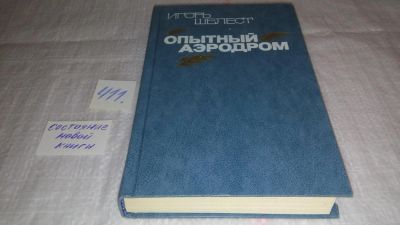 ИГОРЬ ШЕЛЕСТ
ОПЫТНЫЙ
АЭРОДРОМ
411.
состояние
новой
книги